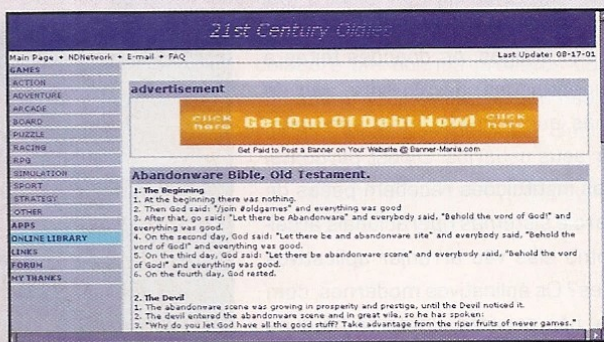 21st Century Oldies
Main Page + NDNetwork + E-mail + FAQ
Last Update: 08-17-01
GAMES
ACTION
ADVENTURE
ARCADE
BOARD
PUZZLE
RACING
RPG
SIMULATION
SPORT
STRATEGY
OTHER
APPS
ONLINE LIBRARY
LINKS
FORUM
MY THANKS
advertisement
click here Get Out Of Debt Now! click here
Get Paid to Post a Banner on Your Website @ Banner-Mania.com
Abandonware Bible, Old Testament.
1. The Beginning
1. At the beginning there was nothing.
2. Then God said: "/join #oldgames" and everything was good
3. After that, go said: "Let there be Abandonware" and everybody said, "Behold the word of God!" and
everything was good.
4. On the second day, God said: "Let there be and abandonware site" and everybody said, "Behold the
word of God!" and everything was good.
5. On the third day, God said: "Let there be abandonware scene" and everybody said, "Behold the word
of God!" and everything was good.
6. On the fourth day, God rested.
2. The Devil
1. The abandonware scene was growing in prosperity and prestige, until the Devil noticed it.
2. The devil entered the abandonware scene and in great wile, so he has spoken:
3. "Why do you let God have all the good stuff? Take advantage from the riper fruits of newer games."